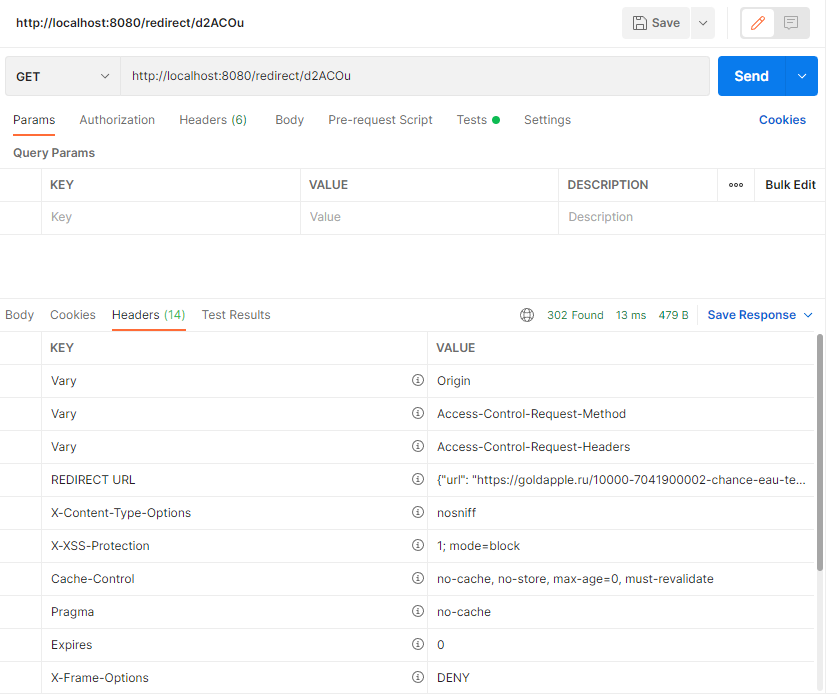 http://localhost:8080/redirect/d2ACOu
Save
GET
http://localhost:8080/redirect/d2ACOu
Send
Params Authorization Headers (6) Body Pre-request Script Tests Settings Cookies
Query Params
KEY VALUE DESCRIPTION Bulk Edit
Key Value Description
Body Cookies Headers (14) Test Results 302 Found 13 ms 479 B Save Response
KEY VALUE
Vary Origin
Vary Access-Control-Request-Method
Vary Access-Control-Request-Headers
REDIRECT URL {"url": "https://goldapple.ru/10000-7041900002-chance-eau-te...
X-Content-Type-Options nosniff
X-XSS-Protection 1; mode=block
Cache-Control no-cache, no-store, max-age=0, must-revalidate
Pragma no-cache
Expires 0
X-Frame-Options DENY